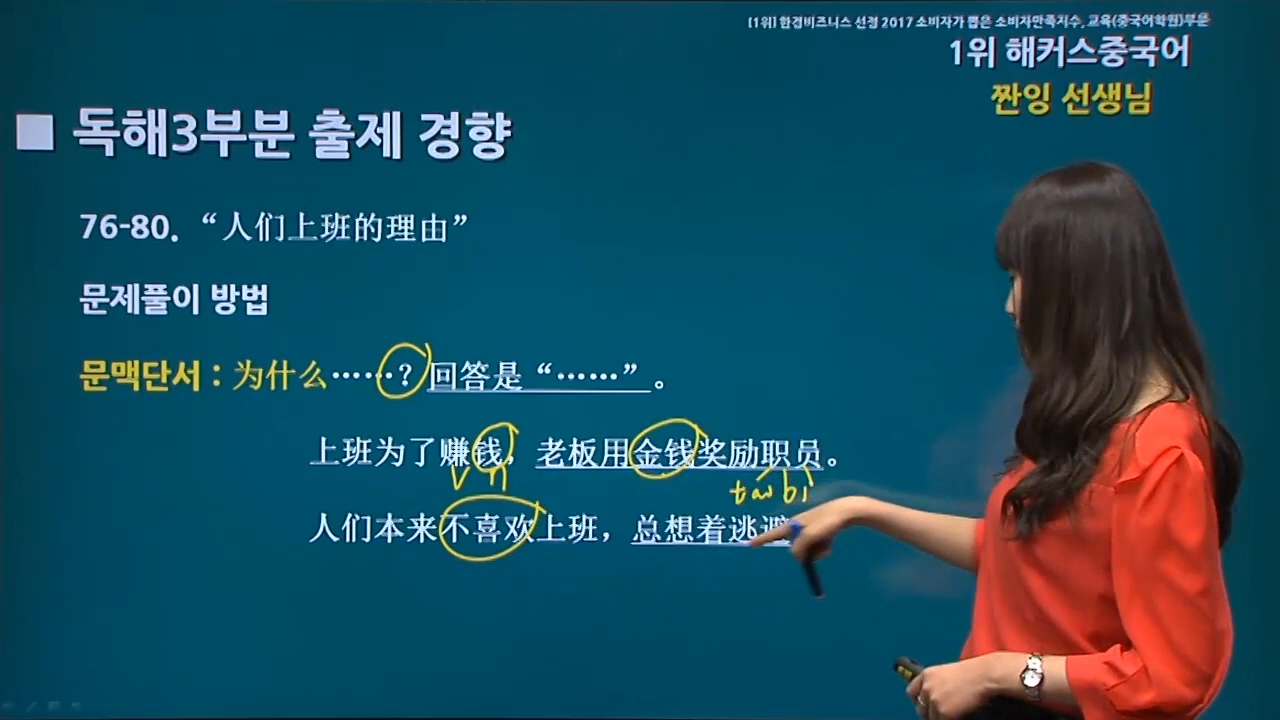 [1위] 한경비즈니스 선정 2017 소비자가 뽑은 소비자만족지수, 교육(중국어학원)부문
1위 해커스중국어
짠잉 선생님
■ 독해3부분 출제 경향
76-80. “人们上班的理由”
문제풀이 방법
문맥단서 : 为什么……? 回答是“……”。
上班为了赚钱, 老板用金钱奖励职员。
V n
taobi
人们本来不喜欢上班, 总想着逃避